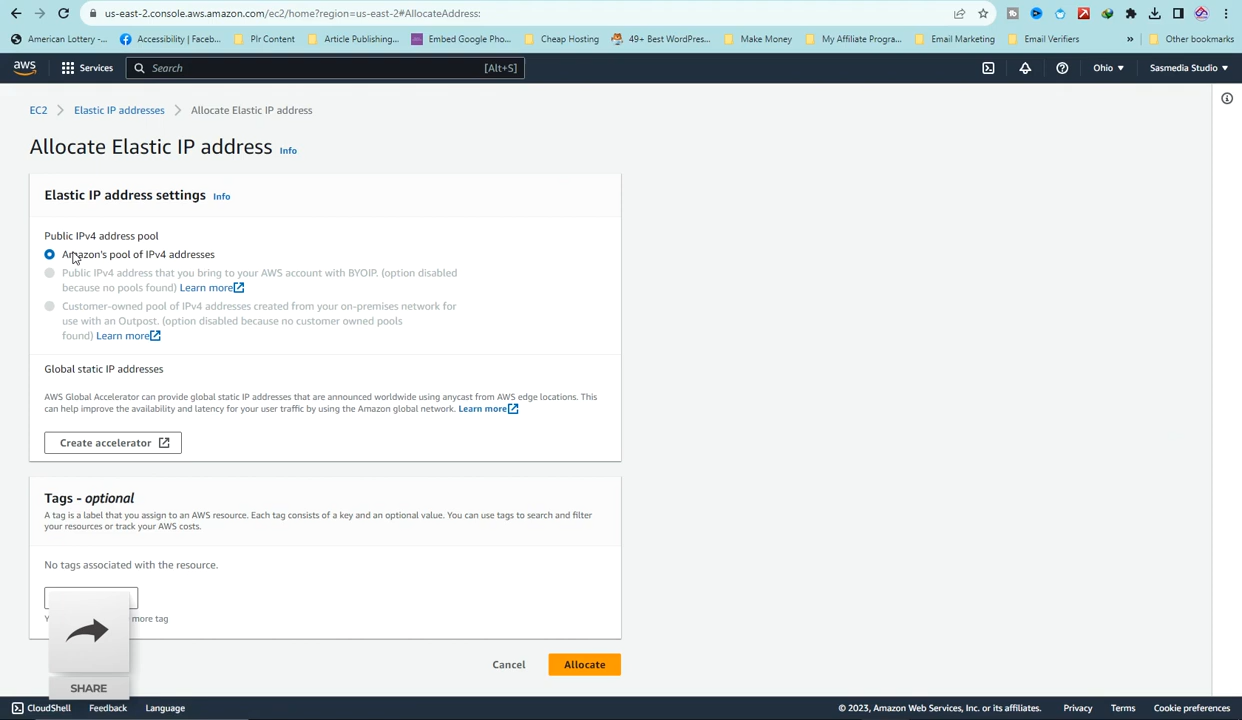 us-east-2.console.aws.amazon.com/ec2/home?region=us-east-2#AllocateAddress:
American Lottery -... Accessibility | Faceb... Plr Content Article Publishing... Embed Google Pho... Cheap Hosting 49+ Best WordPres... Make Money My Affiliate Progra... Email Marketing Email Verifiers » Other bookmarks
aws Services Search [Alt+S] Ohio Sasmedia Studio
EC2 Elastic IP addresses Allocate Elastic IP address
Allocate Elastic IP address Info
Elastic IP address settings Info
Public IPv4 address pool
Amazon's pool of IPv4 addresses
Public IPv4 address that you bring to your AWS account with BYOIP. (option disabled
because no pools found) Learn more
Customer-owned pool of IPv4 addresses created from your on-premises network for
use with an Outpost. (option disabled because no customer owned pools
found) Learn more
Global static IP addresses
AWS Global Accelerator can provide global static IP addresses that are announced worldwide using anycast from AWS edge locations. This
can help improve the availability and latency for your user traffic by using the Amazon global network. Learn more
Create accelerator
Tags - optional
A tag is a label that you assign to an AWS resource. Each tag consists of a key and an optional value. You can use tags to search and filter
your resources or track your AWS costs.
No tags associated with the resource.
more tag
Cancel Allocate
SHARE
CloudShell Feedback Language © 2023, Amazon Web Services, Inc. or its affiliates. Privacy Terms Cookie preferences